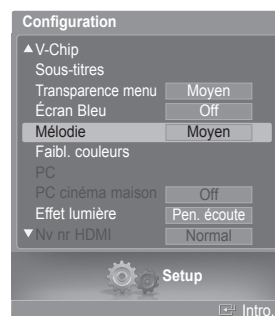 Configuration
▲V-Chip
Sous-titres
Transparence menu Moyen
Écran Bleu Off
Mélodie Moyen
Faibl. couleurs
PC
PC cinéma maison Off
Effet lumière Pen. écoute
▼Nv nr HDMI Normal
Setup
Intro.